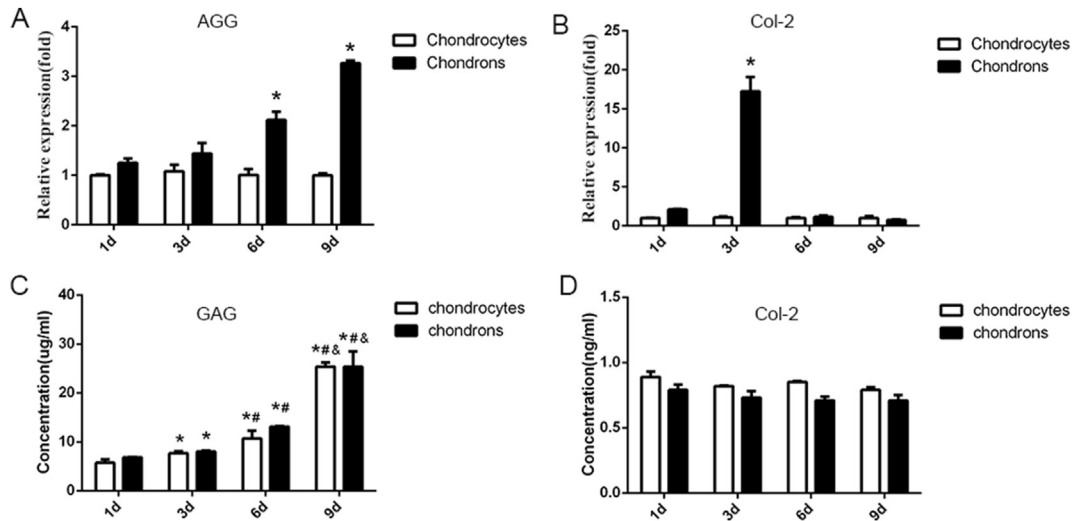 A
AGG
Chondrocytes
Chondrons
Relative expression(fold)
4
3
2
1
0
*
*
1d
3d
6d
9d
B
Col-2
Chondrocytes
Chondrons
Relative expression(fold)
25
20
15
10
5
0
*
1d
3d
6d
9d
C
GAG
chondrocytes
chondrons
Concentration(ug/ml)
40
30
20
10
0
*
*
*#
*#
*#&
*#&
1d
3d
6d
9d
D
Col-2
chondrocytes
chondrons
Concentration(ng/ml)
1.5
1.0
0.5
0.0
1d
3d
6d
9d